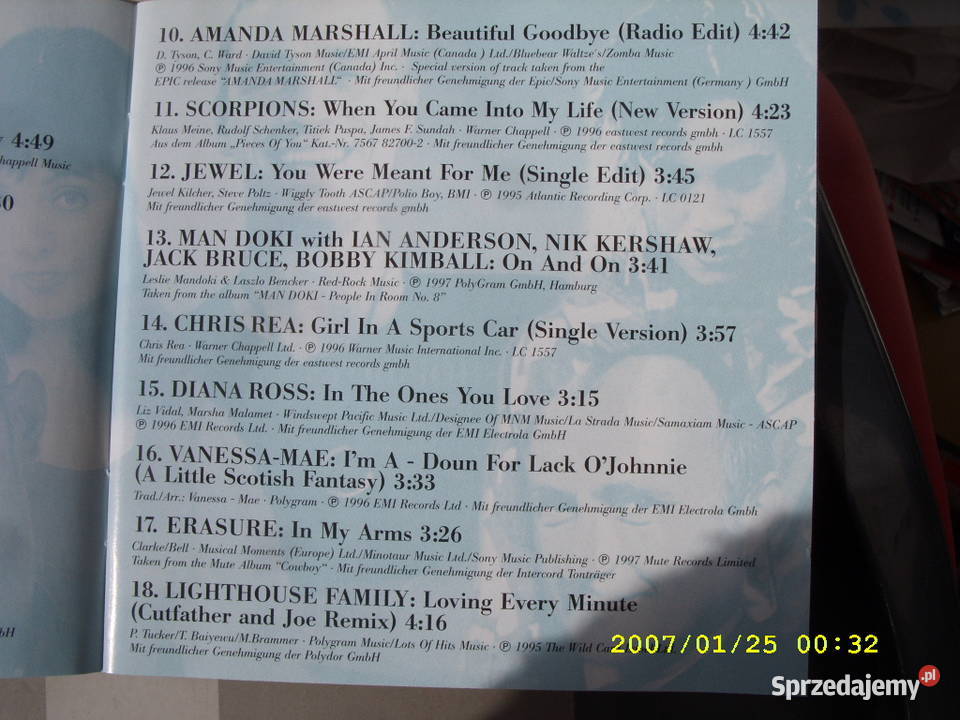 4:49
happell Music
30
bH
10. AMANDA MARSHALL: Beautiful Goodbye (Radio Edit) 4:42
D. Tyson, C. Ward · David Tyson Music/EMI April Music (Canada ) Ltd./Bluebear Waltze's/Zomba Music
℗ 1996 Sony Music Entertainment (Canada) Inc. · Special version of track taken from the
EPIC release "AMANDA MARSHALL" · Mit freundlicher Genehmigung der Epic/Sony Music Entertainment (Germany ) GmbH
11. SCORPIONS: When You Came Into My Life (New Version) 4:23
Klaus Meine, Rudolf Schenker, Titiek Puspa, James F. Sundah · Warner Chappell · ℗ 1996 eastwest records gmbh · LC 1557
Aus dem Album „Pieces Of You" Kat.-Nr. 7567 82700-2 · Mit freundlicher Genehmigung der eastwest records gmbh
12. JEWEL: You Were Meant For Me (Single Edit) 3:45
Jewel Kilcher, Steve Poltz · Wiggly Tooth ASCAP/Polio Boy, BMI · ℗ 1995 Atlantic Recording Corp. · LC 0121
Mit freundlicher Genehmigung der eastwest records gmbh
13. MAN DOKI with IAN ANDERSON, NIK KERSHAW,
JACK BRUCE, BOBBY KIMBALL: On And On 3:41
Leslie Mandoki & Laszlo Bencker · Red-Rock Music · ℗ 1997 PolyGram GmbH, Hamburg
Taken from the album "MAN DOKI - People In Room No. 8"
14. CHRIS REA: Girl In A Sports Car (Single Version) 3:57
Chris Rea · Warner Chappell Ltd. · ℗ 1996 Warner Music International Inc. · LC 1557
Mit freundlicher Genehmigung der eastwest records gmbh
15. DIANA ROSS: In The Ones You Love 3:15
Liz Vidal, Marsha Malamet · Windswept Pacific Music Ltd./Designee Of MNM Music/La Strada Music/Samaxiam Music - ASCAP
℗ 1996 EMI Records Ltd. · Mit freundlicher Genehmigung der EMI Electrola GmbH
16. VANESSA-MAE: I'm A - Doun For Lack O'Johnnie
(A Little Scotish Fantasy) 3:33
Trad./Arr.: Vanessa - Mae · Polygram · ℗ 1996 EMI Records Ltd · Mit freundlicher Genehmigung der EMI Electrola Gmbh
17. ERASURE: In My Arms 3:26
Clarke/Bell · Musical Moments (Europe) Ltd./Minotaur Music Ltd./Sony Music Publishing · ℗ 1997 Mute Records Limited
Taken from the Mute Album "Cowboy" · Mit freundlicher Genehmigung der Intercord Tonträger
18. LIGHTHOUSE FAMILY: Loving Every Minute
(Cutfather and Joe Remix) 4:16
P. Tucker/T. Baiyewu/M.Brammer · Polygram Music/Lots Of Hits Music · ℗ 1995 The Wild Ca
Mit freundlicher Genehmigung der Polydor GmbH
2007/01/25 00:32
Sprzedajemy.pl